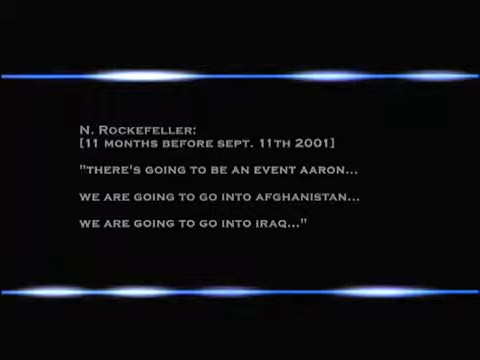 N. ROCKEFELLER:
[11 MONTHS BEFORE SEPT. 11TH 2001]
"THERE'S GOING TO BE AN EVENT AARON...
WE ARE GOING TO GO INTO AFGHANISTAN...
WE ARE GOING TO GO INTO IRAQ..."